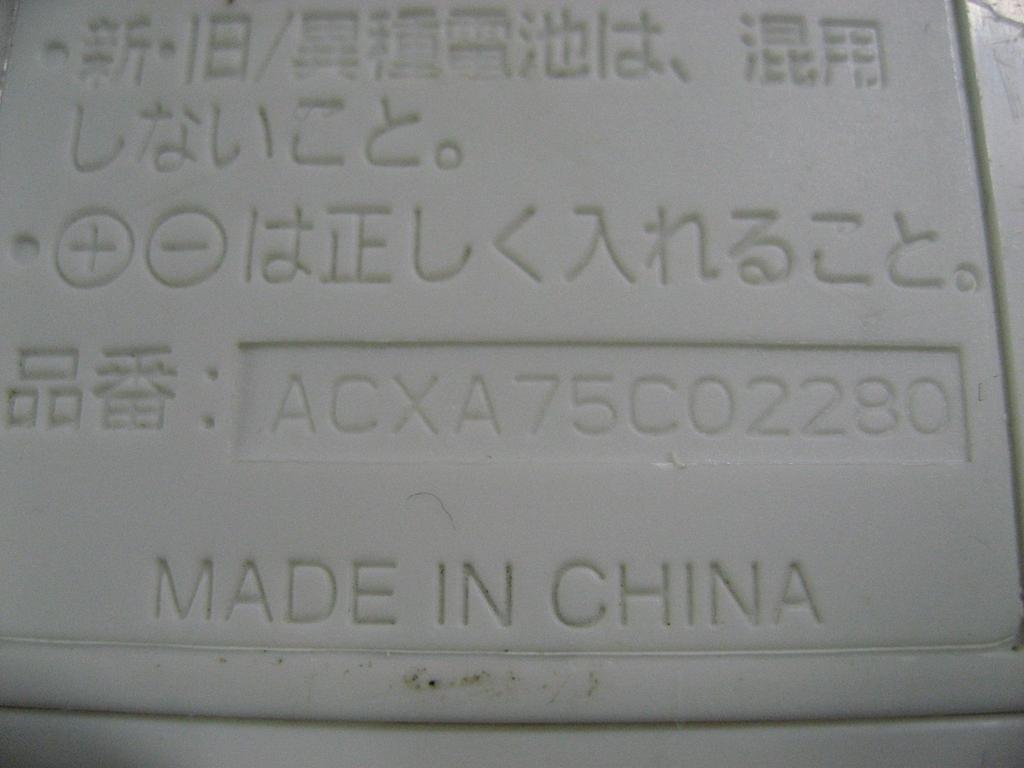 ・新・旧/異種電池は、混用
しないこと。
・⊕⊖は正しく入れること。
品番: ACXA75C02280
MADE IN CHINA